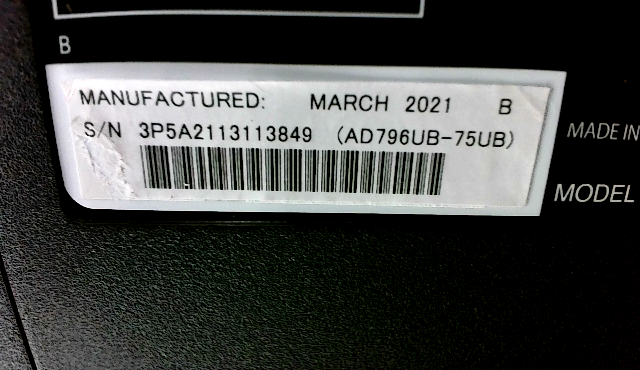 B
MANUFACTURED: MARCH 2021 B
S/N 3P5A2113113849 (AD796UB-75UB)
MADE IN
MODEL